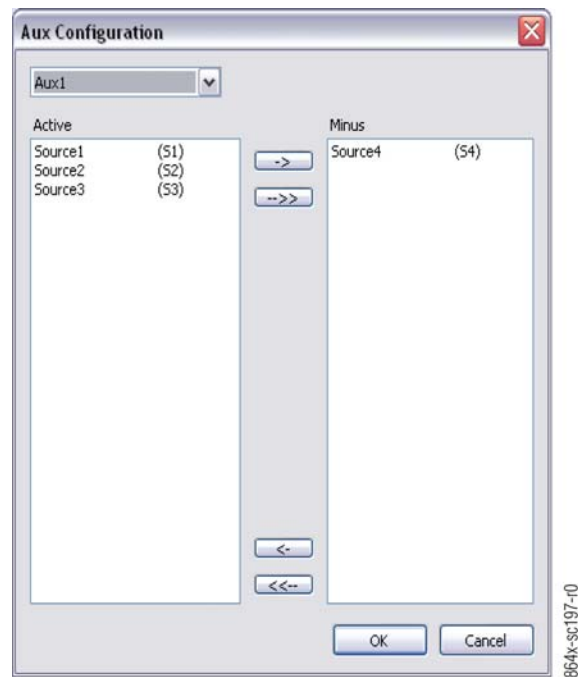 Aux Configuration
Aux1
Active
Minus
Source1 (S1)
Source2 (S2)
Source3 (S3)
->
-->>
Source4 (S4)
<-
<<--
OK
Cancel
864x-sc197-r0